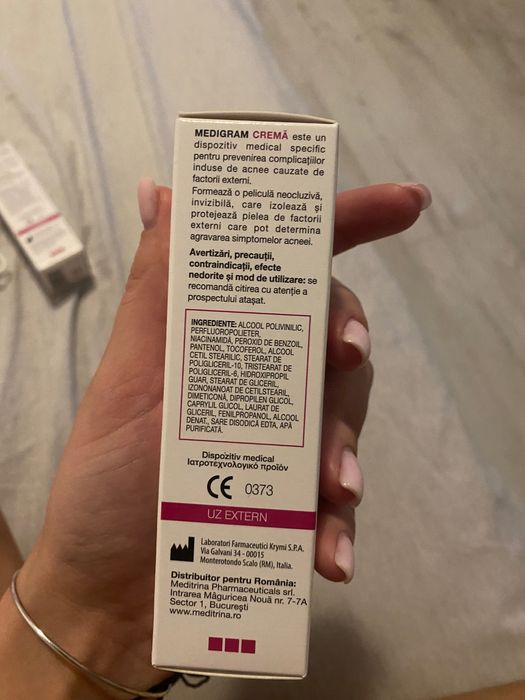 MEDIGRAM CREMĂ este un
dispozitiv medical specific
pentru prevenirea complicațiilor
induse de acnee cauzate de
factorii externi.
Formează o peliculă neocluzivă,
invizibilă, care izolează și
protejează pielea de factorii
externi care pot determina
agravarea simptomelor acneei.
Avertizări, precauții,
contraindicații, efecte
nedorite și mod de utilizare: se
recomandă citirea cu atenție a
prospectului atașat.
INGREDIENTE: ALCOOL POLIVINILIC,
PERFLUOROPOLIETER,
NIACINAMIDĂ, PEROXID DE BENZOIL,
PANTENOL, TOCOFEROL, ALCOOL
CETIL STEARILIC, STEARAT DE
POLIGLICERIL-10, TRISTEARAT DE
POLIGLICERIL-6, HIDROXIPROPIL
GUAR, STEARAT DE GLICERIL,
IZONONANOAT DE CETILSTEARIL,
DIMETICONĂ, DIPROPILEN GLICOL,
CAPRYLIL GLICOL, LAURAT DE
GLICERIL, FENILPROPANOL, ALCOOL
DENAT., SARE DISODICĂ EDTA, APĂ
PURIFICATĂ.
Dispozitiv medical
Ιατροτεχνολογικό προϊόν
CE 0373
UZ EXTERN
Laboratori Farmaceutici Krymi S.P.A.
Via Galvani 34 - 00015
Monterotondo Scalo (RM), Italia.
Distribuitor pentru România:
Meditrina Pharmaceuticals srl.
Intrarea Măguricea Nouă nr. 7-7A
Sector 1, București
www.meditrina.ro